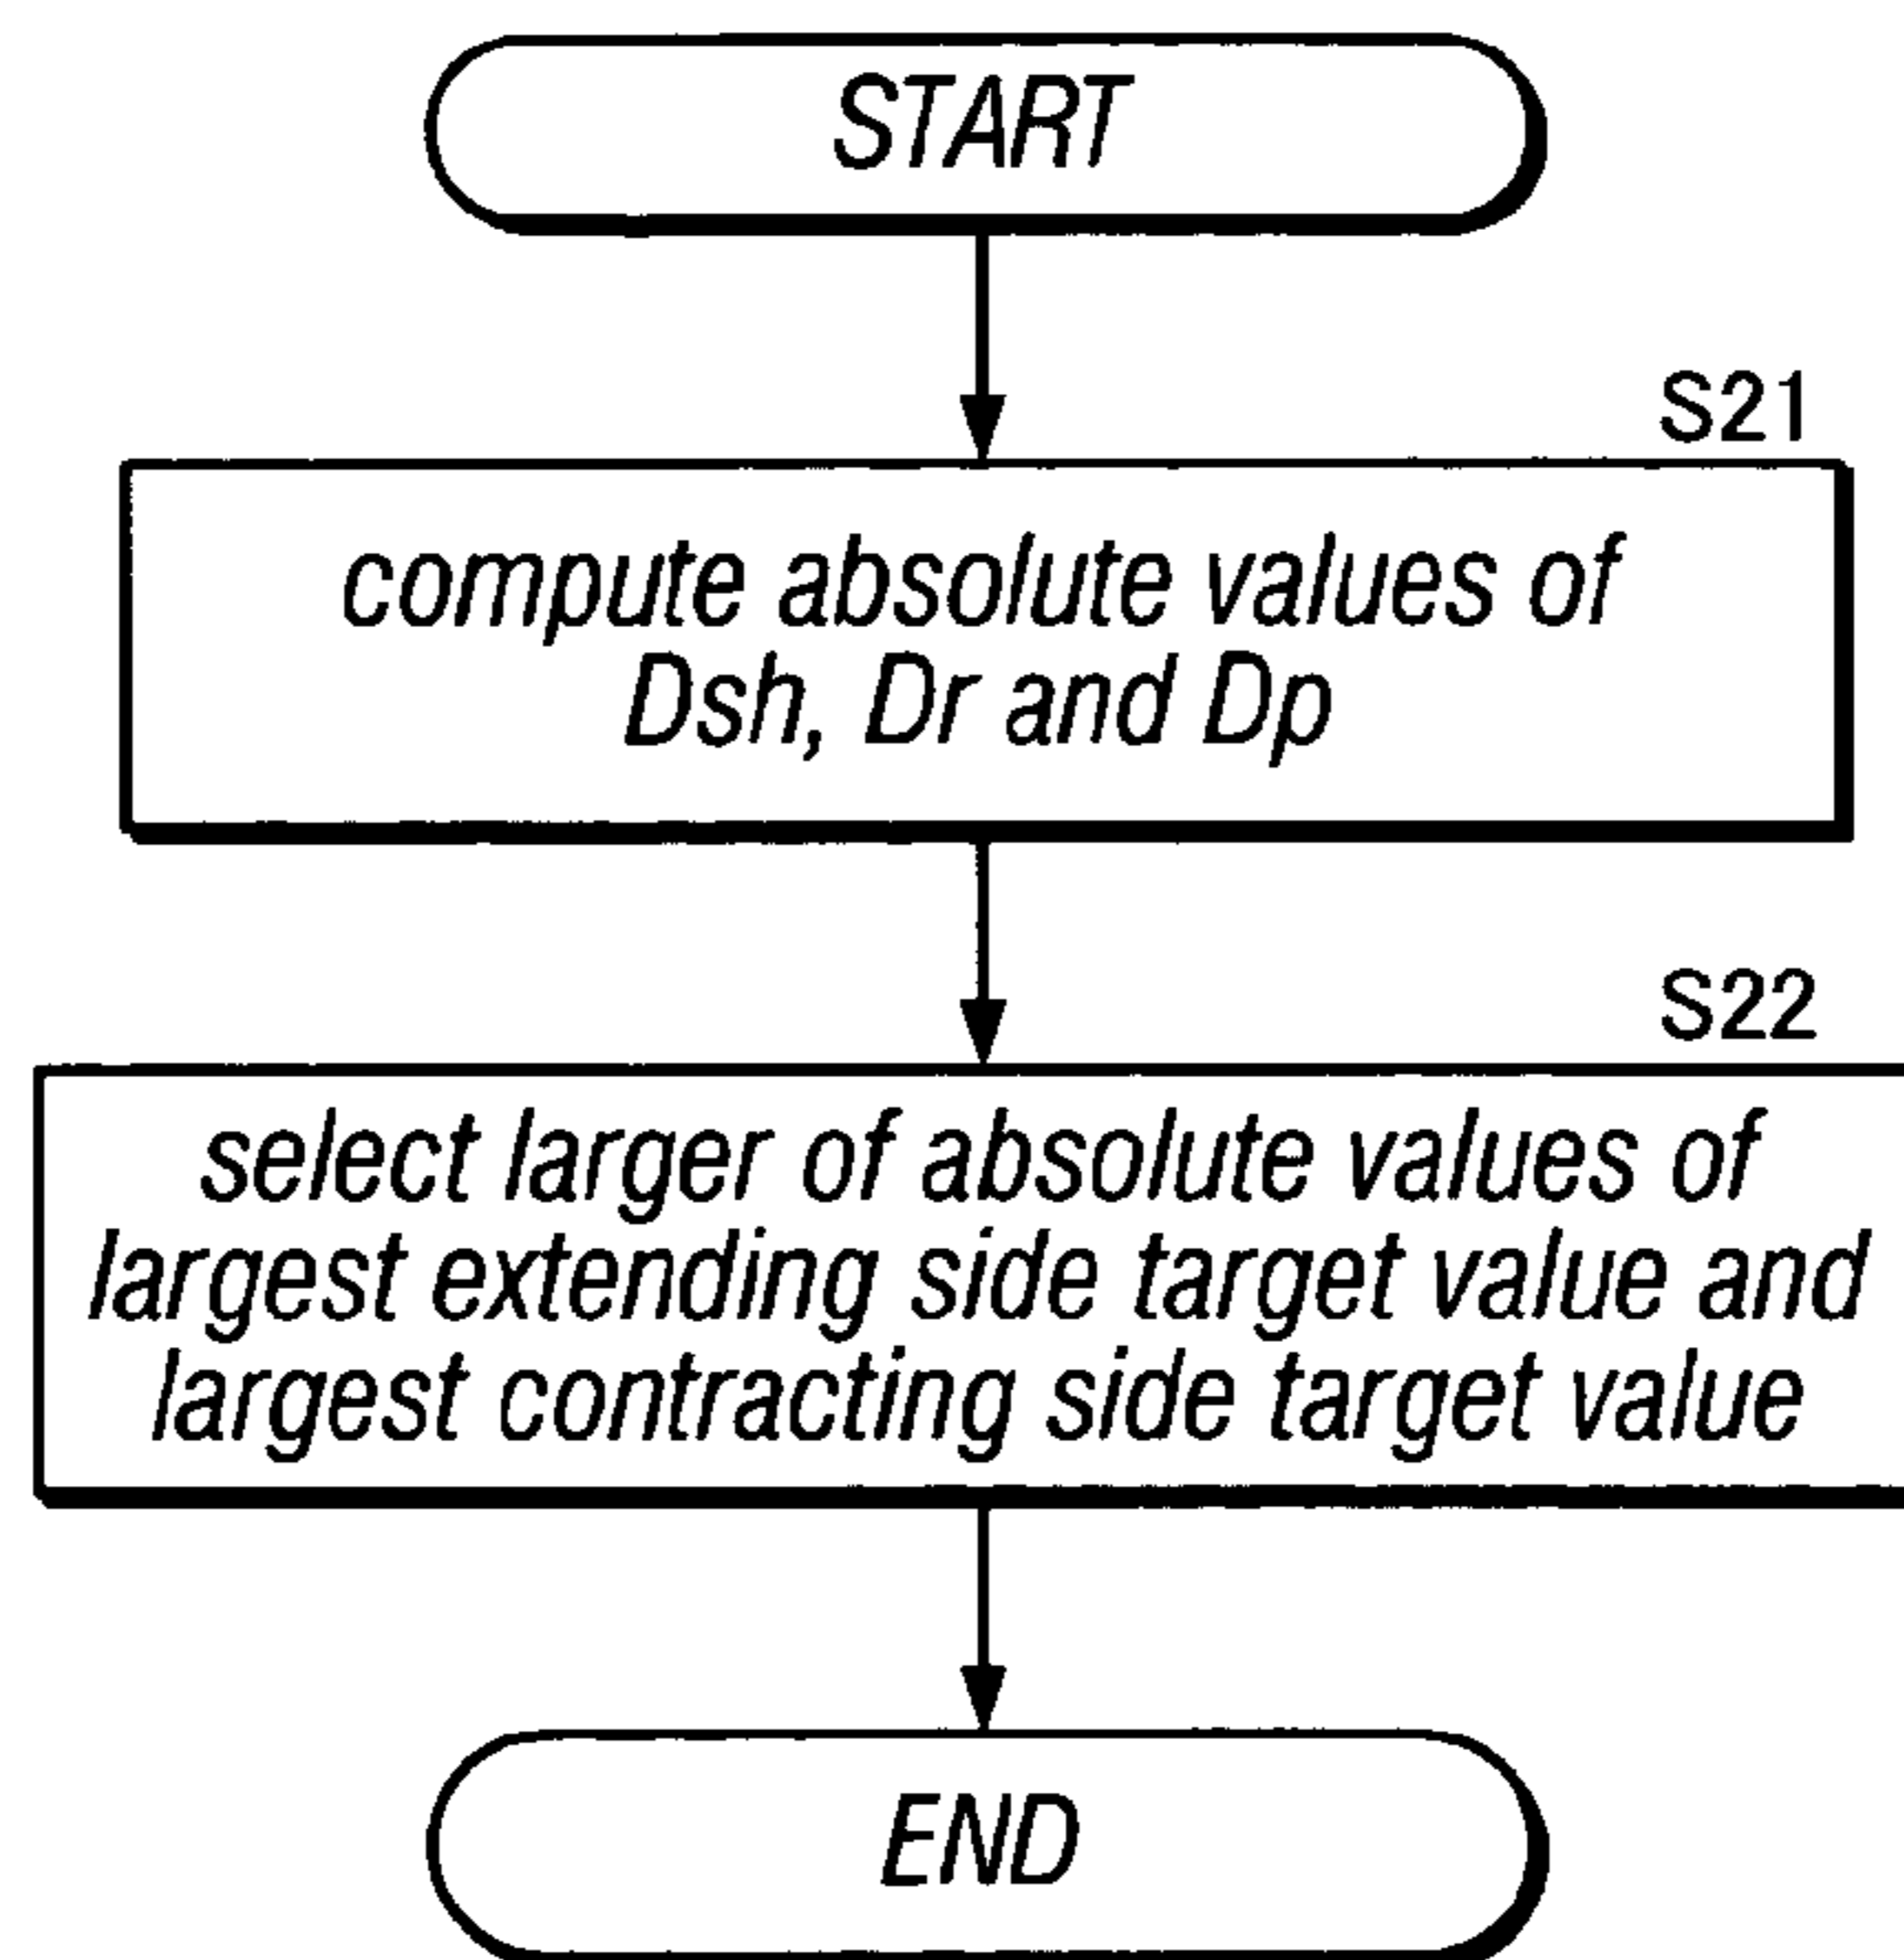 START
S21
compute absolute values of
Dsh, Dr and Dp
S22
select larger of absolute values of
largest extending side target value and
largest contracting side target value
END